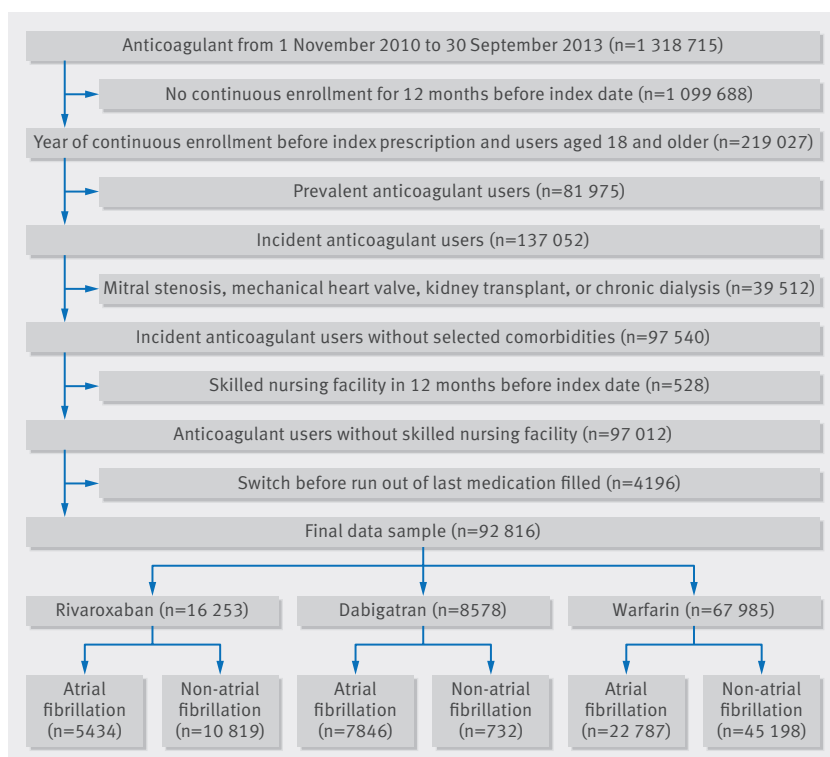 Anticoagulant from 1 November 2010 to 30 September 2013 (n=1 318 715)
No continuous enrollment for 12 months before index date (n=1 099 688)
Year of continuous enrollment before index prescription and users aged 18 and older (n=219 027)
Prevalent anticoagulant users (n=81 975)
Incident anticoagulant users (n=137 052)
Mitral stenosis, mechanical heart valve, kidney transplant, or chronic dialysis (n=39 512)
Incident anticoagulant users without selected comorbidities (n=97 540)
Skilled nursing facility in 12 months before index date (n=528)
Anticoagulant users without skilled nursing facility (n=97 012)
Switch before run out of last medication filled (n=4196)
Final data sample (n=92 816)
Rivaroxaban (n=16 253)
Dabigatran (n=8578)
Warfarin (n=67 985)
Atrial
fibrillation
(n=5434)
Non-atrial
fibrillation
(n=10 819)
Atrial
fibrillation
(n=7846)
Non-atrial
fibrillation
(n=732)
Atrial
fibrillation
(n=22 787)
Non-atrial
fibrillation
(n=45 198)